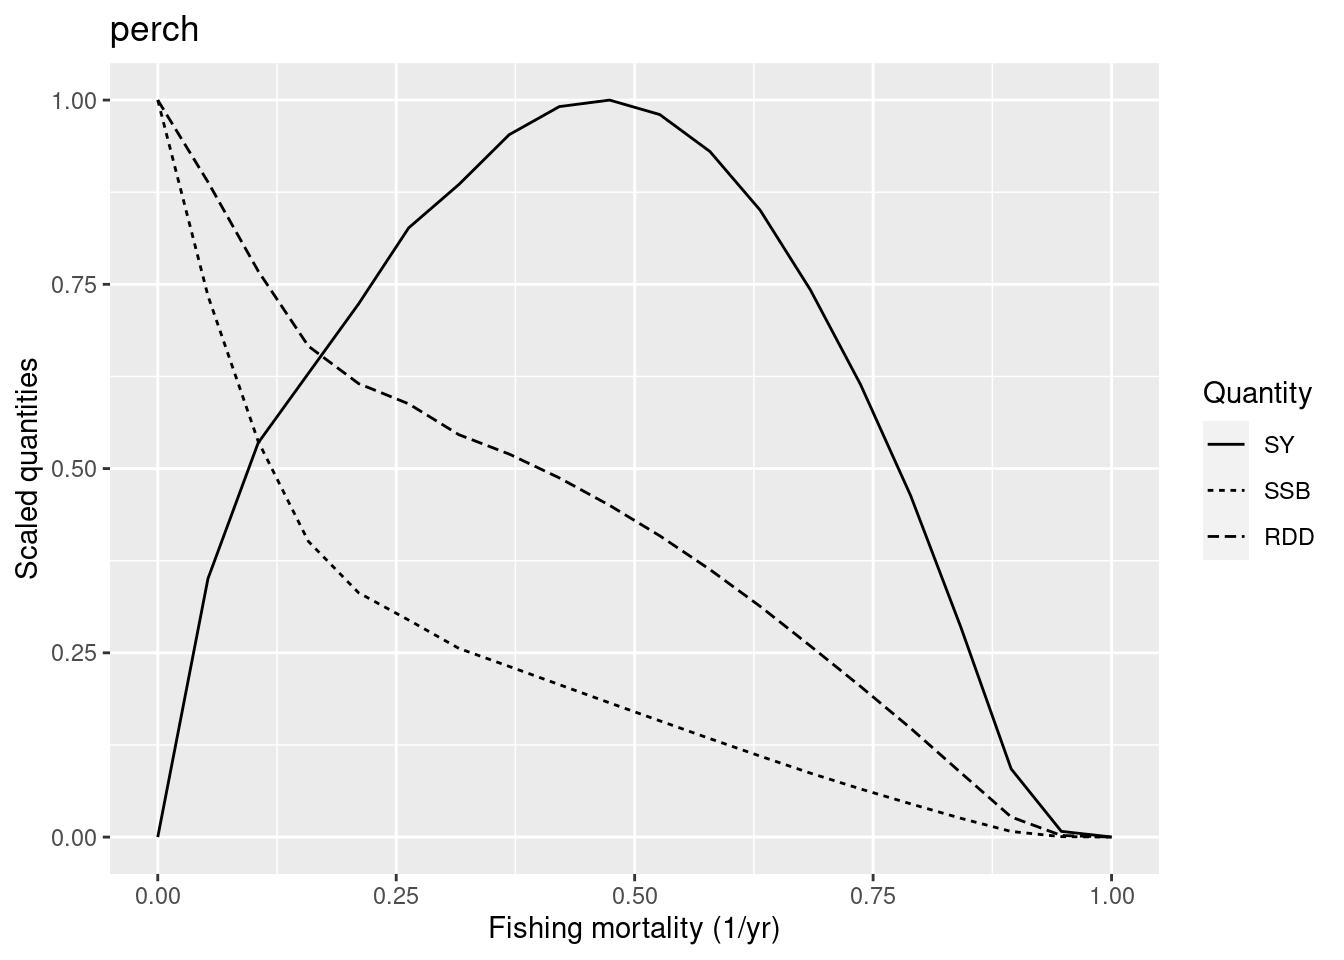 perch
1.00
0.75
0.50
0.25
0.00
Scaled quantities
0.00 0.25 0.50 0.75 1.00
Fishing mortality (1/yr)
Quantity
SY
SSB
RDD